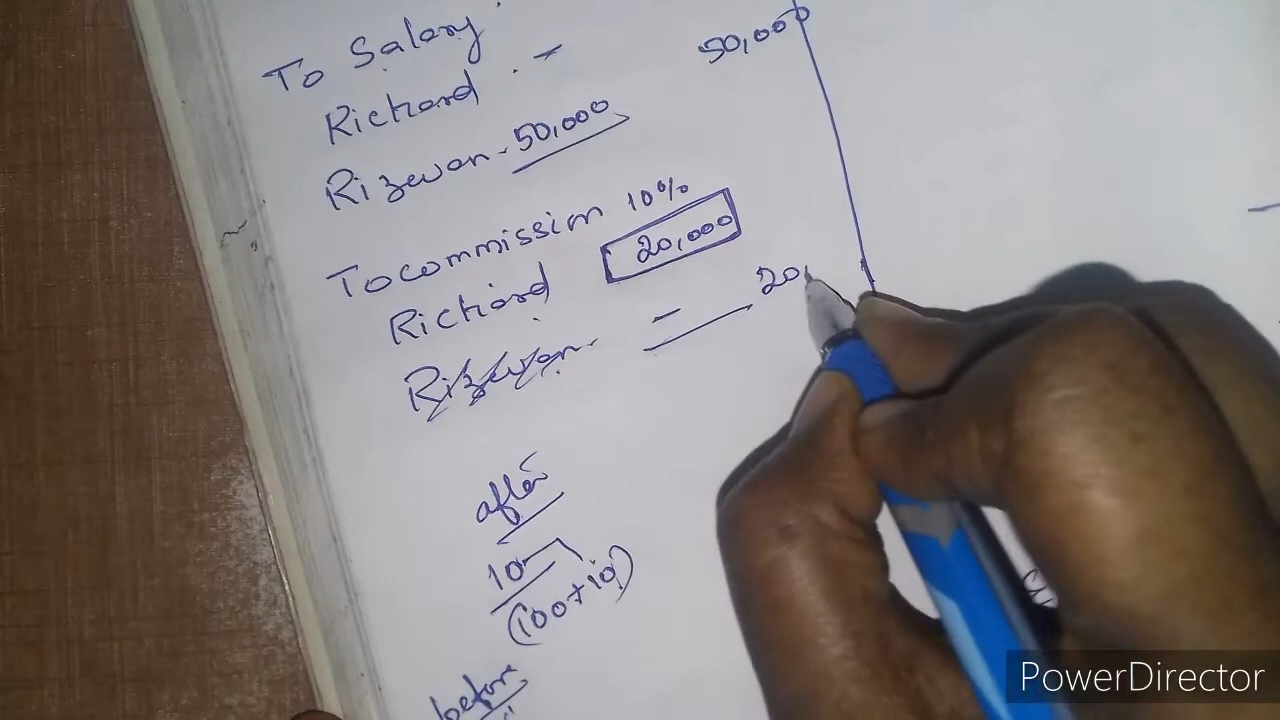 To Salary
Richard . -
50,000
Rizwan - 50,000
To commission 10%
Richard 20,000
Rizwan - 20,
after
10
(100+10)
before
PowerDirector